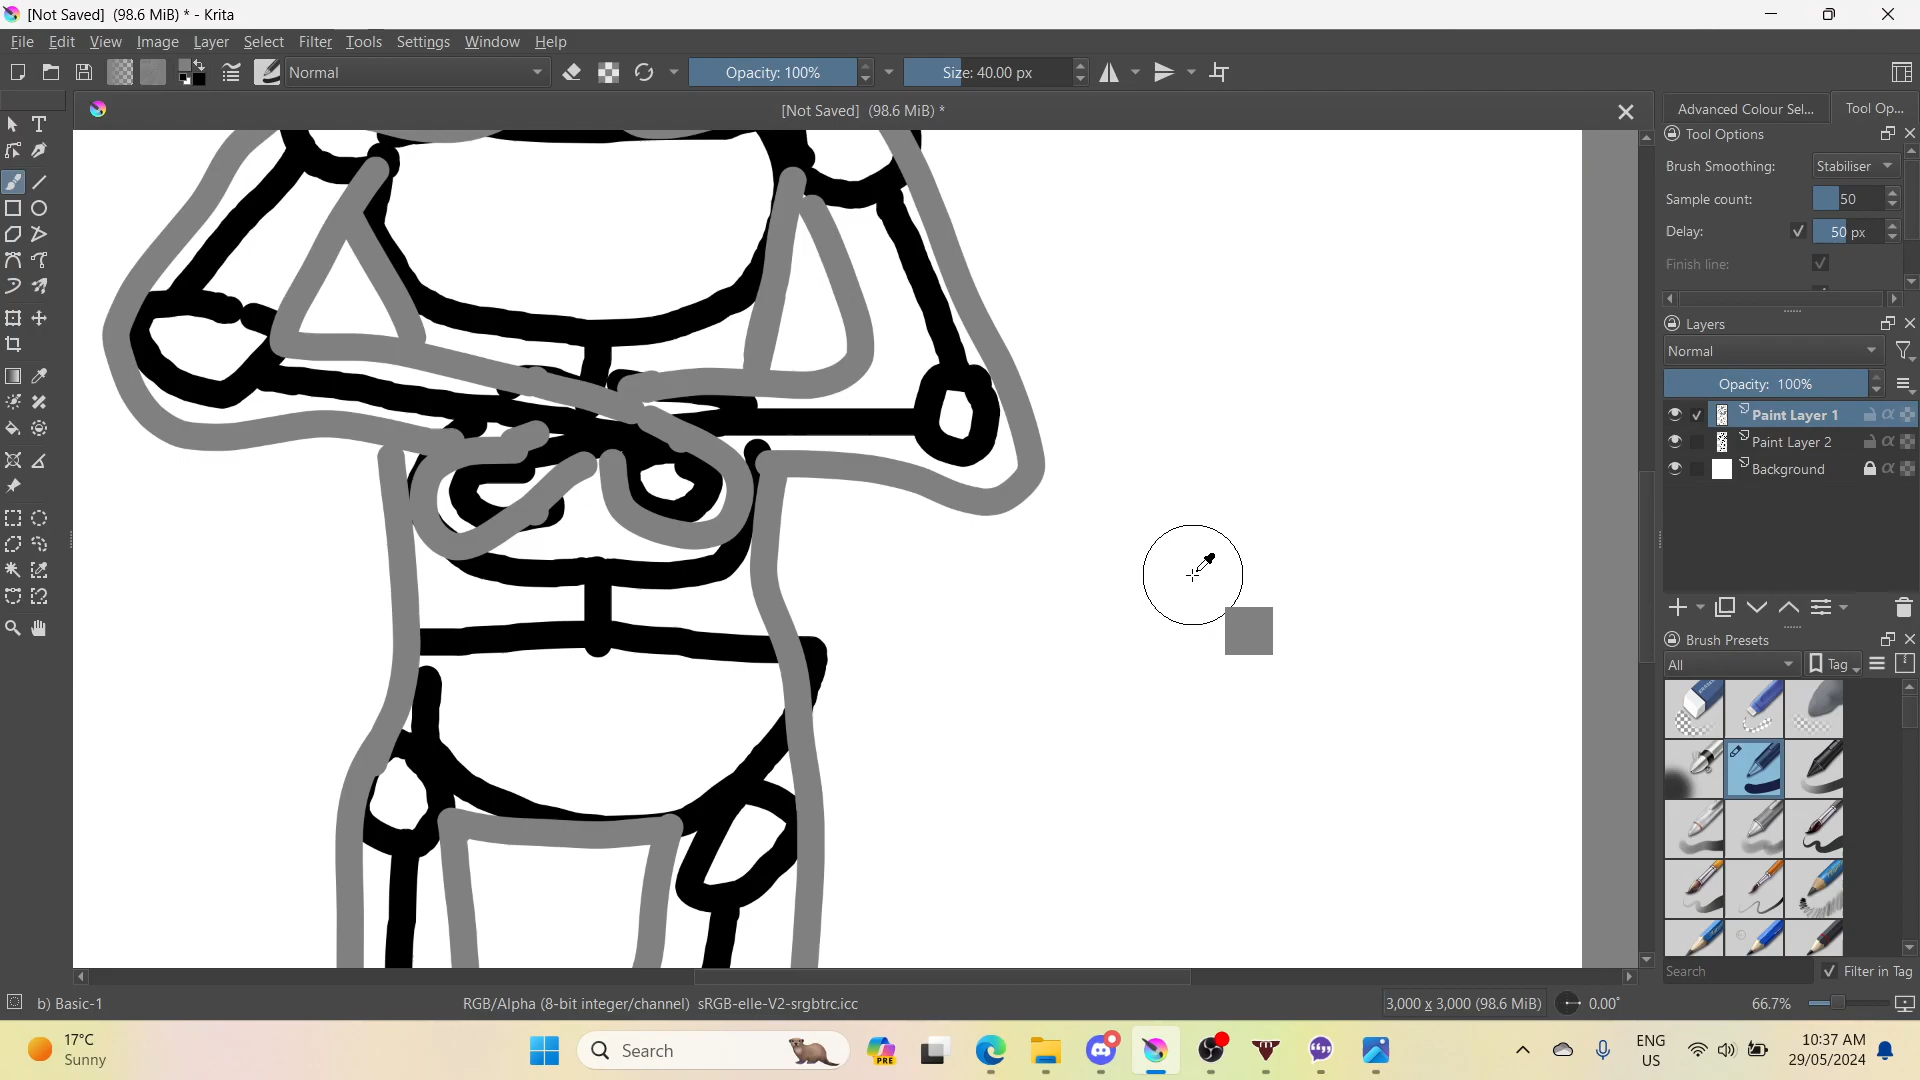 [Not Saved]  (98.6 MiB) * - Krita
File Edit View Image Layer Select Filter Tools Settings Window Help
Normal Opacity: 100% Size: 40.00 px
[Not Saved]  (98.6 MiB) *
Advanced Colour Sel... Tool Op...
Tool Options
Brush Smoothing: Stabiliser
Sample count: 50
Delay: 50 px
Finish line:
Layers
Normal
Opacity: 100%
Paint Layer 1
Paint Layer 2
Background
Brush Presets
All Tag
Search Filter in Tag
b) Basic-1 RGB/Alpha (8-bit integer/channel)  sRGB-elle-V2-srgbtrc.icc 3,000 x 3,000 (98.6 MiB) 0.00° 66.7%
17°C
Sunny
Search
PRE
ENG
US
10:37 AM
29/05/2024